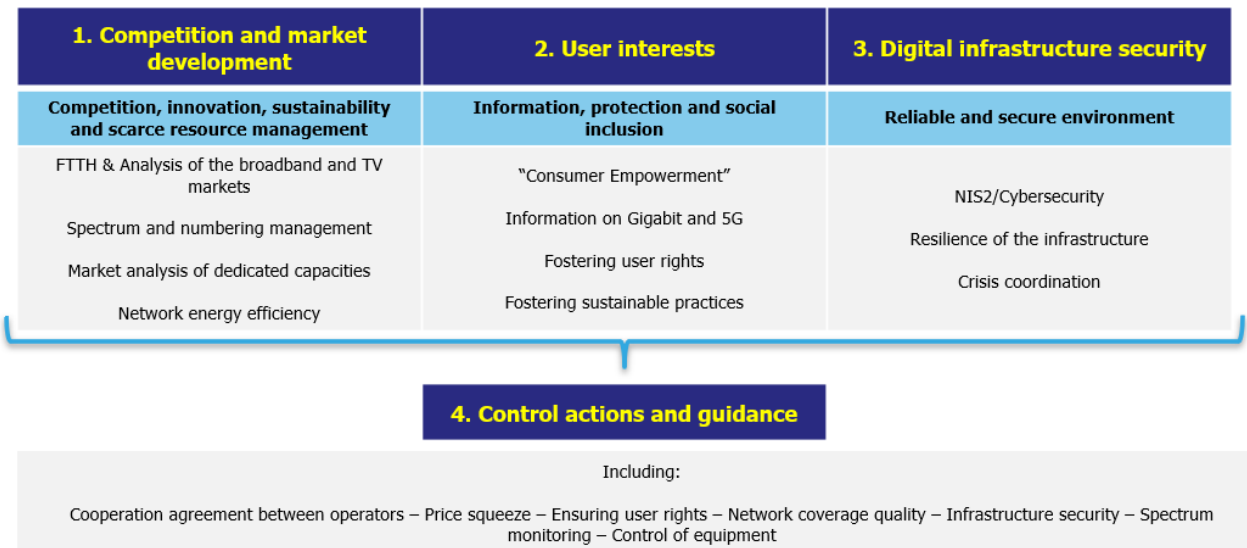 1. Competition and market
development
2. User interests
3. Digital infrastructure security
Competition, innovation, sustainability
and scarce resource management
Information, protection and social
inclusion
Reliable and secure environment
FTTH & Analysis of the broadband and TV
markets
Spectrum and numbering management
Market analysis of dedicated capacities
Network energy efficiency
“Consumer Empowerment”
Information on Gigabit and 5G
Fostering user rights
Fostering sustainable practices
NIS2/Cybersecurity
Resilience of the infrastructure
Crisis coordination
4. Control actions and guidance
Including:
Cooperation agreement between operators – Price squeeze – Ensuring user rights – Network coverage quality – Infrastructure security – Spectrum
monitoring – Control of equipment